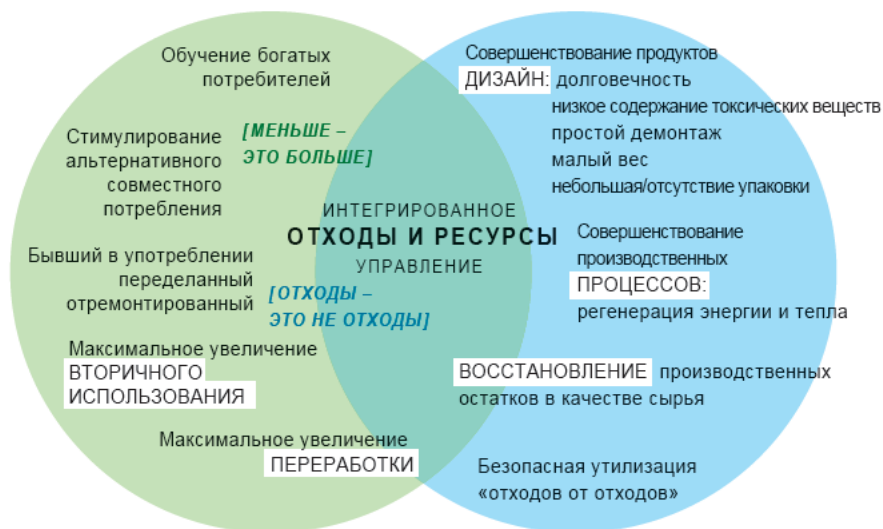 Обучение богатых
потребителей
Стимулирование
альтернативного
совместного
потребления
[МЕНЬШЕ –
ЭТО БОЛЬШЕ]
Бывший в употреблении
переделанный
отремонтированный
[ОТХОДЫ –
ЭТО НЕ ОТХОДЫ]
Максимальное увеличение
ВТОРИЧНОГО
ИСПОЛЬЗОВАНИЯ
Максимальное увеличение
ПЕРЕРАБОТКИ
ИНТЕГРИРОВАННОЕ
ОТХОДЫ И РЕСУРСЫ
УПРАВЛЕНИЕ
Совершенствование продуктов
ДИЗАЙН: долговечность
низкое содержание токсических веществ
простой демонтаж
малый вес
небольшая/отсутствие упаковки
Совершенствование
производственных
ПРОЦЕССОВ:
регенерация энергии и тепла
ВОССТАНОВЛЕНИЕ производственных
остатков в качестве сырья
Безопасная утилизация
«отходов от отходов»